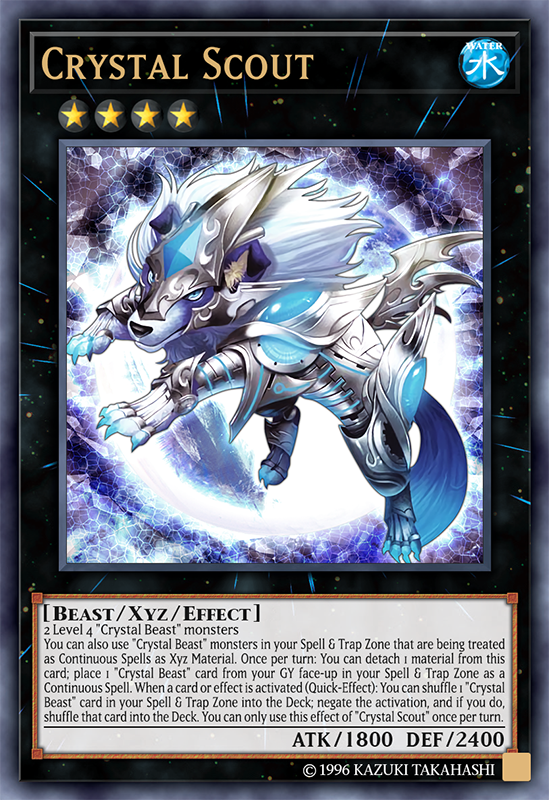 Crystal Scout
WATER
水
[Beast/Xyz/Effect]
2 Level 4 "Crystal Beast" monsters
You can also use "Crystal Beast" monsters in your Spell & Trap Zone that are being treated
as Continuous Spells as Xyz Material. Once per turn: You can detach 1 material from this
card; place 1 "Crystal Beast" card from your GY face-up in your Spell & Trap Zone as a
Continuous Spell. When a card or effect is activated (Quick-Effect): You can shuffle 1 "Crystal
Beast" card in your Spell & Trap Zone into the Deck; negate the activation, and if you do,
shuffle that card into the Deck. You can only use this effect of "Crystal Scout" once per turn.
ATK/1800 DEF/2400
© 1996 KAZUKI TAKAHASHI